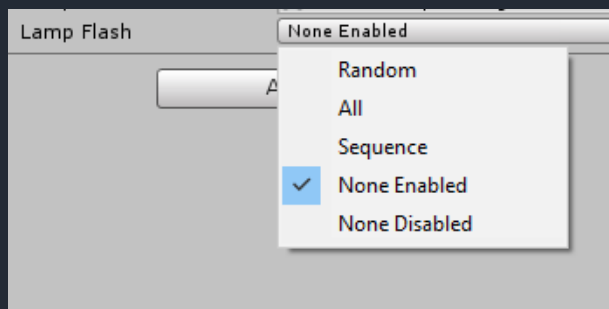 Lamp Flash
None Enabled
Random
All
Sequence
None Enabled
None Disabled